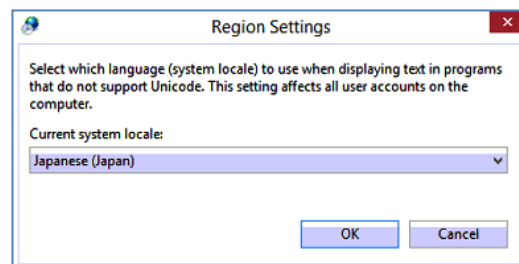 Region Settings
Select which language (system locale) to use when displaying text in programs
that do not support Unicode. This setting affects all user accounts on the
computer.
Current system locale:
Japanese (Japan)
OK
Cancel